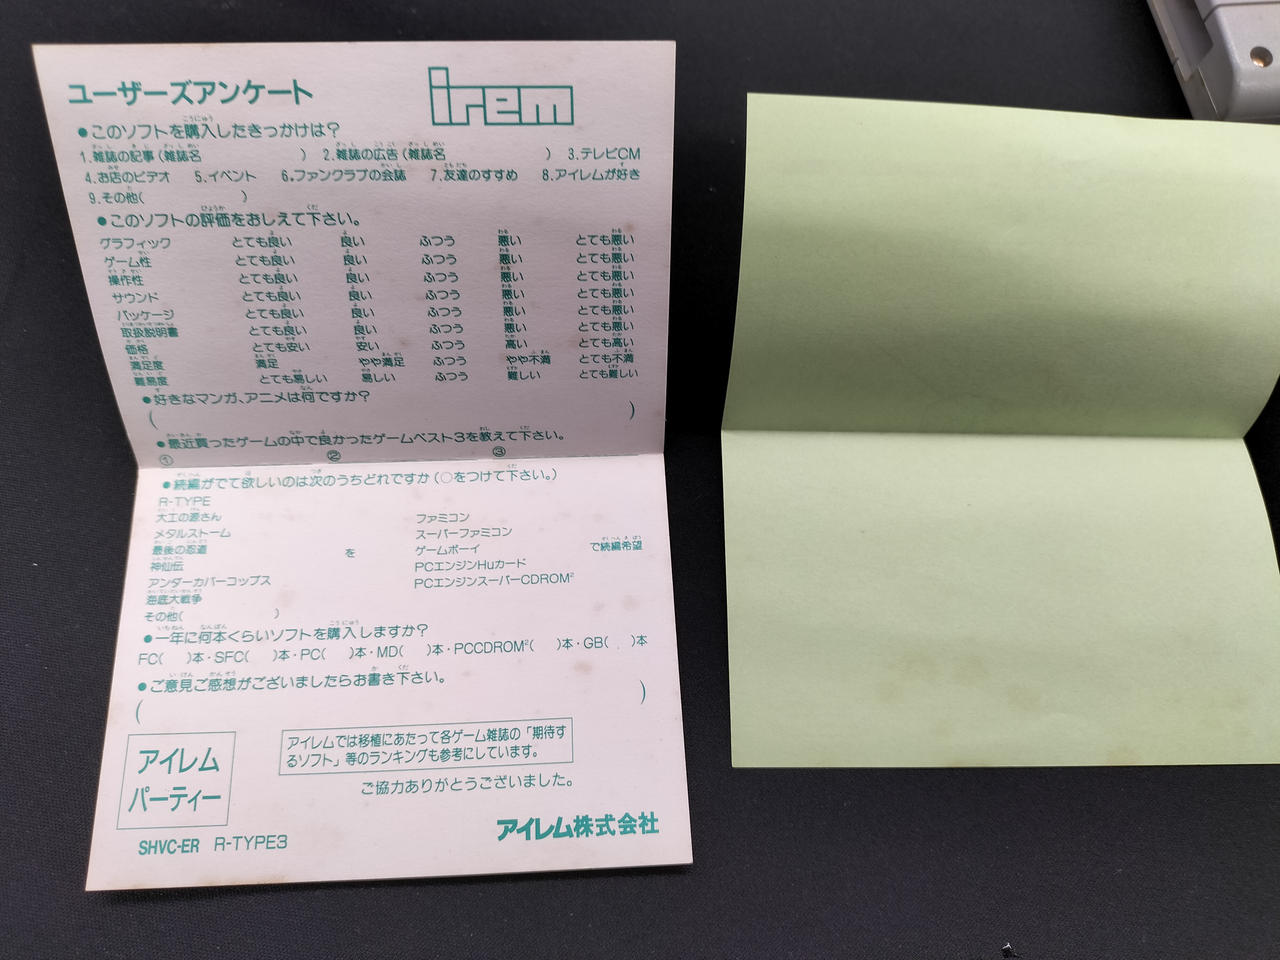 ユーザーズアンケート
irem
●このソフトを購入したきっかけは？
1.雑誌の記事(雑誌名　　) 2.雑誌の広告(雑誌名　　) 3.テレビCM
4.お店のビデオ 5.イベント 6.ファンクラブの会誌 7.友達のすすめ 8.アイレムが好き
9.その他(　　)
●このソフトの評価をおしえて下さい。
グラフィック とても良い 良い ふつう 悪い とても悪い
ゲーム性 とても良い 良い ふつう 悪い とても悪い
操作性 とても良い 良い ふつう 悪い とても悪い
サウンド とても良い 良い ふつう 悪い とても悪い
パッケージ とても良い 良い ふつう 悪い とても悪い
取扱説明書 とても良い 良い ふつう 悪い とても悪い
価格 とても安い 安い ふつう 高い とても高い
満足度 満足 やや満足 ふつう やや不満 とても不満
難易度 とても易しい 易しい ふつう 難しい とても難しい
●好きなマンガ、アニメは何ですか？
(　　)
●最近買ったゲームの中で良かったゲームベスト3を教えて下さい。
① ② ③
●続編がでて欲しいのは次のうちどれですか(○をつけて下さい。)
R-TYPE
大工の源さん ファミコン
メタルストーム スーパーファミコン
最後の忍道 を ゲームボーイ で続編希望
神仙伝 PCエンジンHuカード
アンダーカバーコップス PCエンジンスーパーCDROM²
海底大戦争
その他(　　)
●一年に何本くらいソフトを購入しますか？
FC(　)本・SFC(　)本・PC(　)本・MD(　)本・PCCDROM²(　)本・GB(　)本
●ご意見ご感想がございましたらお書き下さい。
(　　)
アイレム
パーティー
アイレムでは移植にあたって各ゲーム雑誌の「期待す
るソフト」等のランキングも参考にしています。
ご協力ありがとうございました。
アイレム株式会社
SHVC-ER R-TYPE3